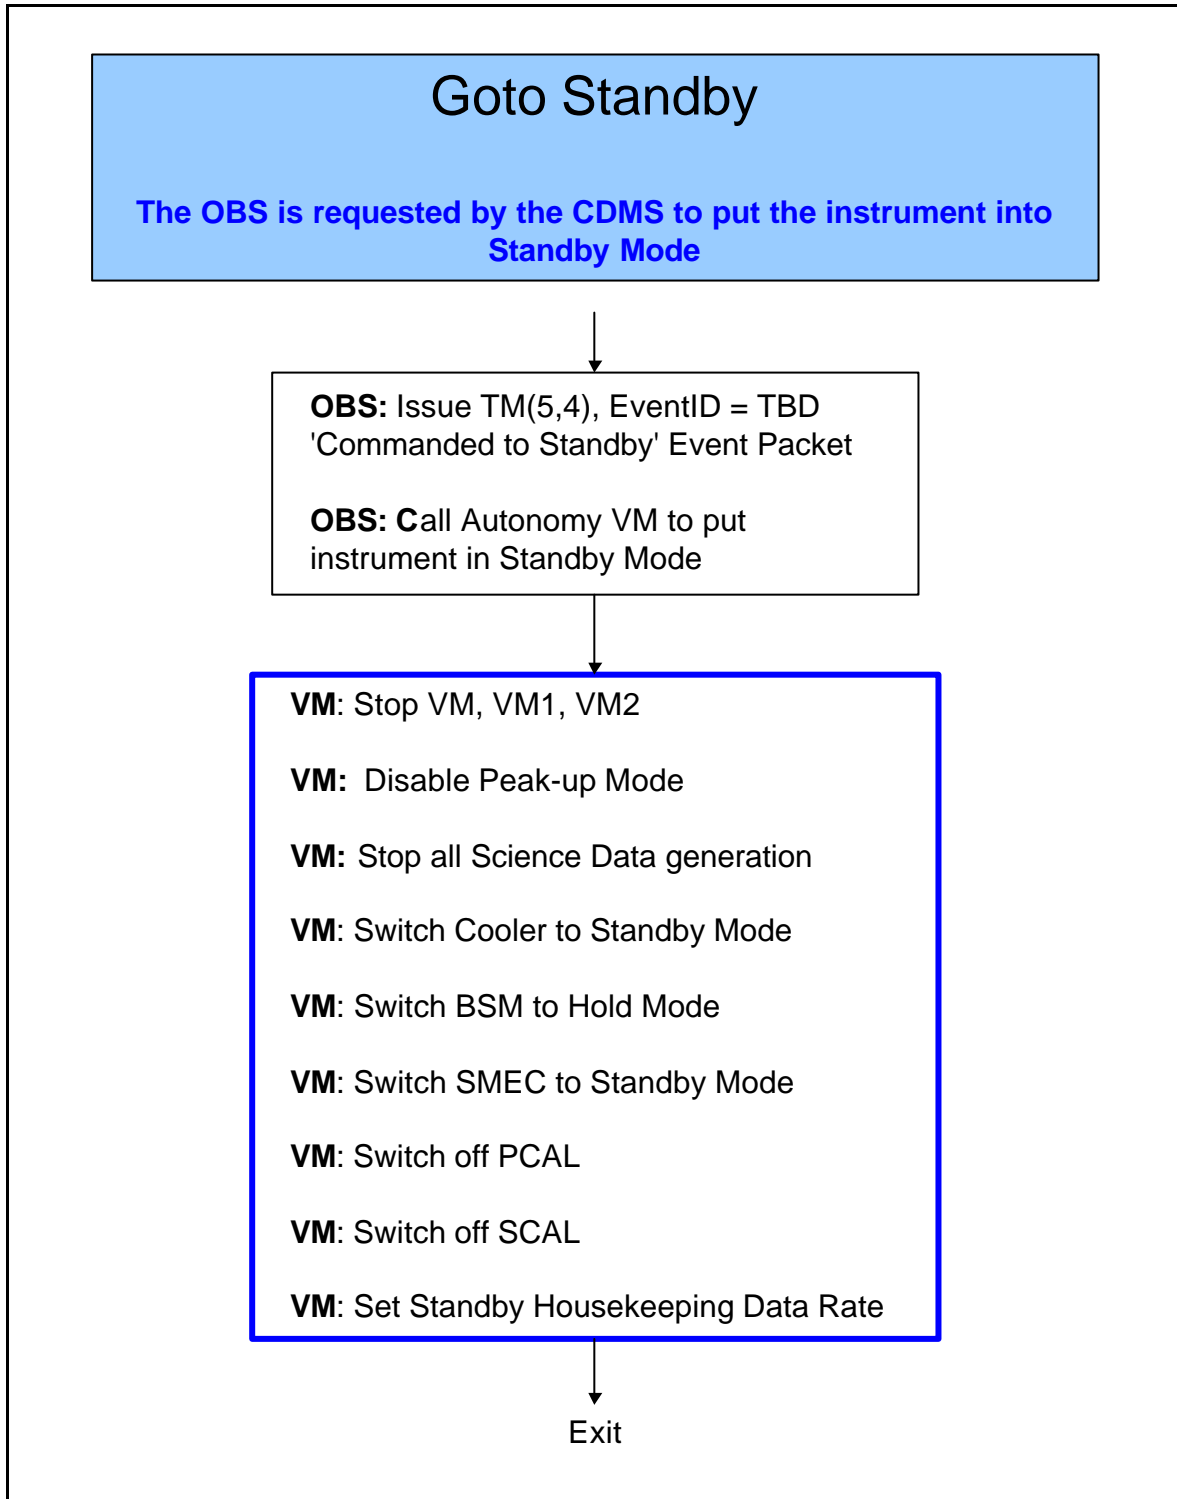 Goto Standby
The OBS is requested by the CDMS to put the instrument into
Standby Mode
OBS: Issue TM(5,4), EventID = TBD
'Commanded to Standby' Event Packet
OBS: Call Autonomy VM to put
instrument in Standby Mode
VM: Stop VM, VM1, VM2
VM: Disable Peak-up Mode
VM: Stop all Science Data generation
VM: Switch Cooler to Standby Mode
VM: Switch BSM to Hold Mode
VM: Switch SMEC to Standby Mode
VM: Switch off PCAL
VM: Switch off SCAL
VM: Set Standby Housekeeping Data Rate
Exit